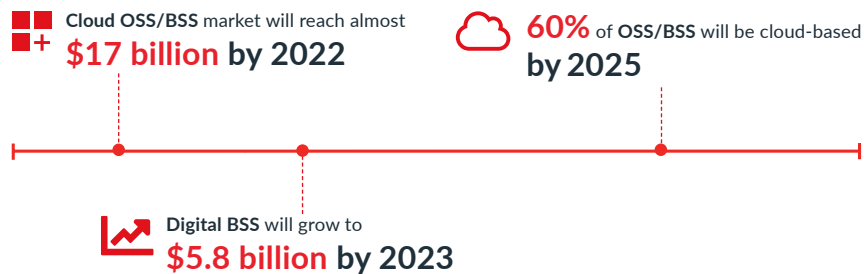 Cloud OSS/BSS market will reach almost
$17 billion by 2022
60% of OSS/BSS will be cloud-based
by 2025
Digital BSS will grow to
$5.8 billion by 2023